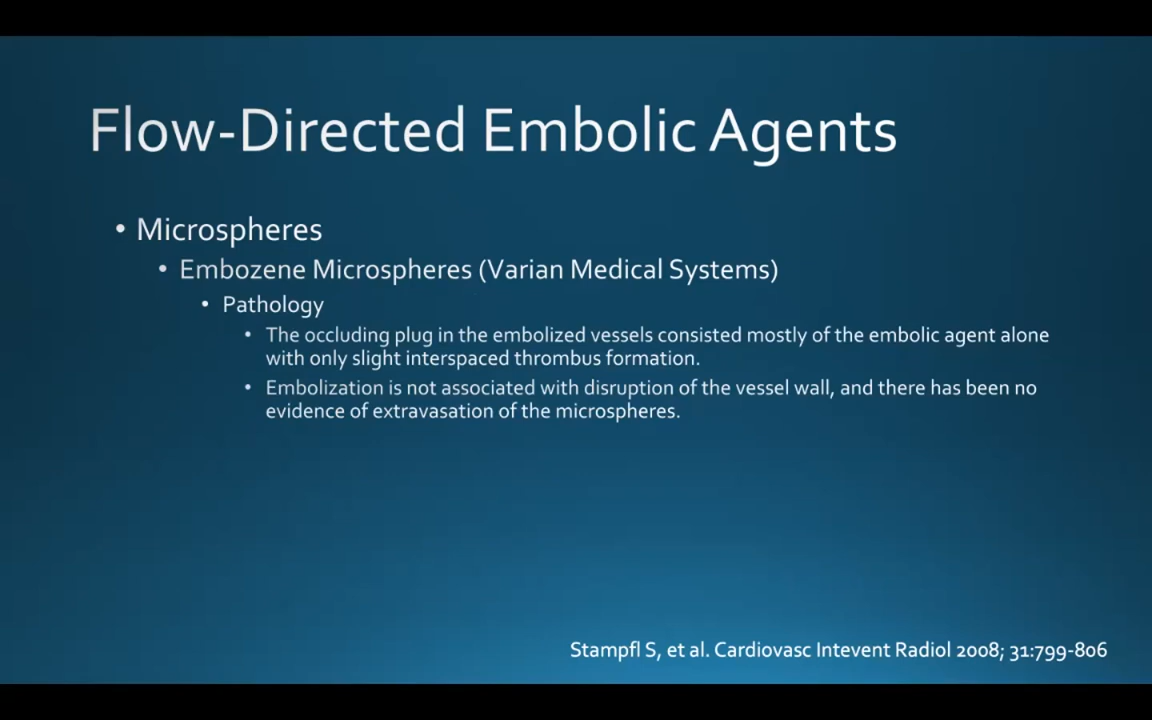 Flow-Directed Embolic Agents
• Microspheres
• Embozene Microspheres (Varian Medical Systems)
• Pathology
• The occluding plug in the embolized vessels consisted mostly of the embolic agent alone
with only slight interspaced thrombus formation.
• Embolization is not associated with disruption of the vessel wall, and there has been no
evidence of extravasation of the microspheres.
Stampfl S, et al. Cardiovasc Intevent Radiol 2008; 31:799-806